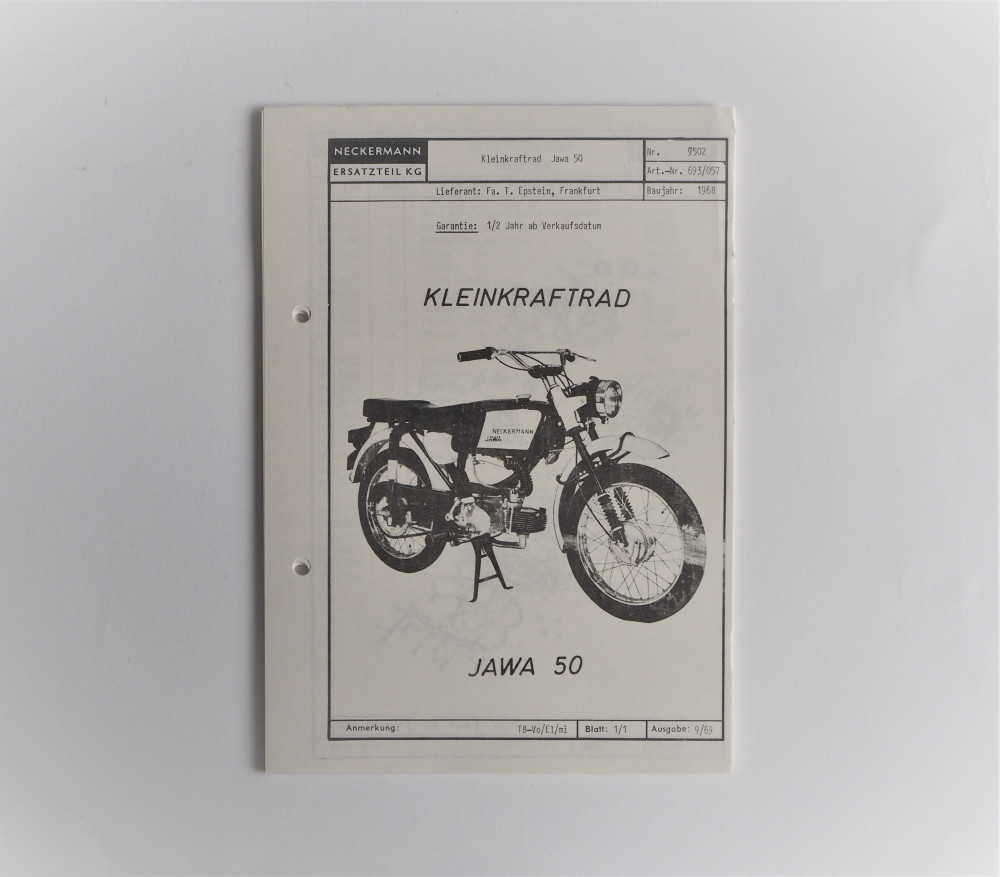 NECKERMANN
ERSATZTEIL KG
Kleinkraftrad Jawa 50
Nr. 9502
Art.-Nr. 693/057
Lieferant: Fa. T. Epstein, Frankfurt
Baujahr: 1968
Garantie: 1/2 Jahr ab Verkaufsdatum
KLEINKRAFTRAD
NECKERMANN
JAWA
JAWA 50
Anmerkung:
TB-Vo/El/mi
Blatt: 1/1
Ausgabe: 9/69